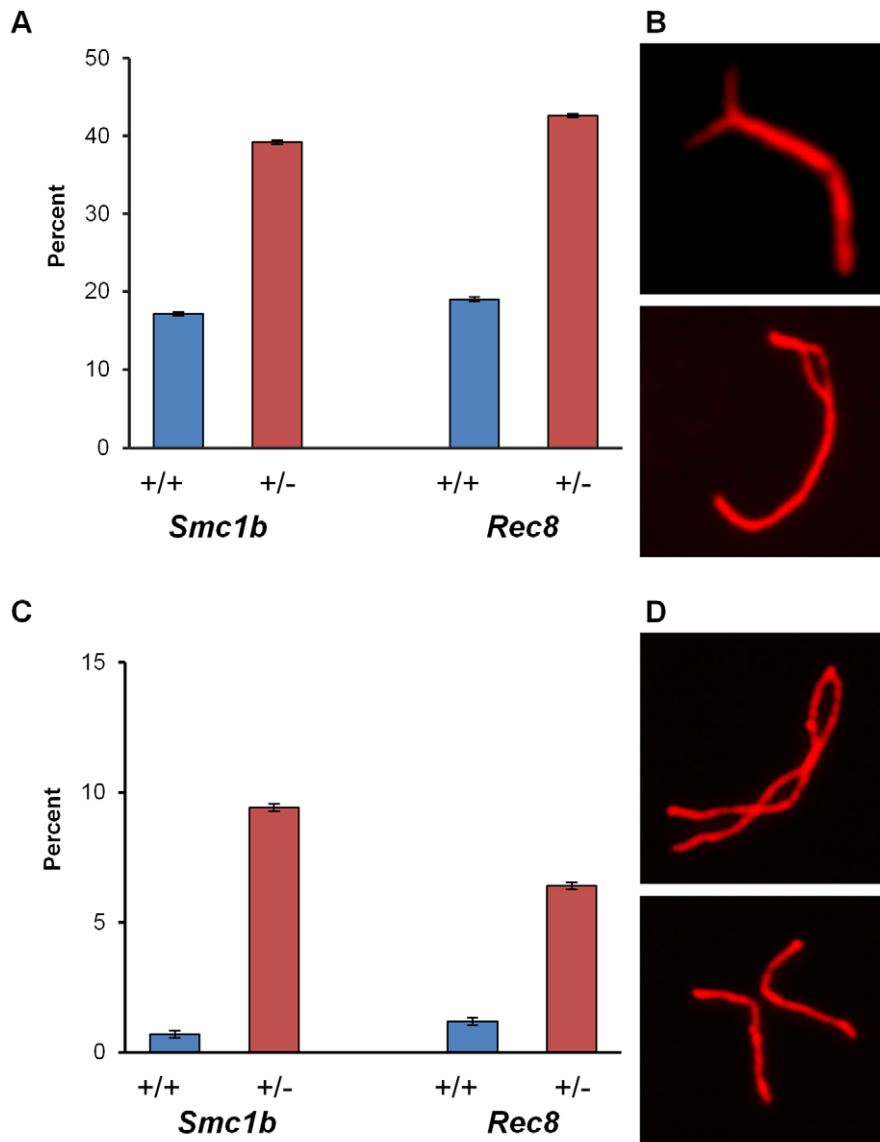 A
B
50
40
30
20
10
0
Percent
+/+ +/- +/+ +/-
Smc1b Rec8
C
D
15
10
5
0
Percent
+/+ +/- +/+ +/-
Smc1b Rec8